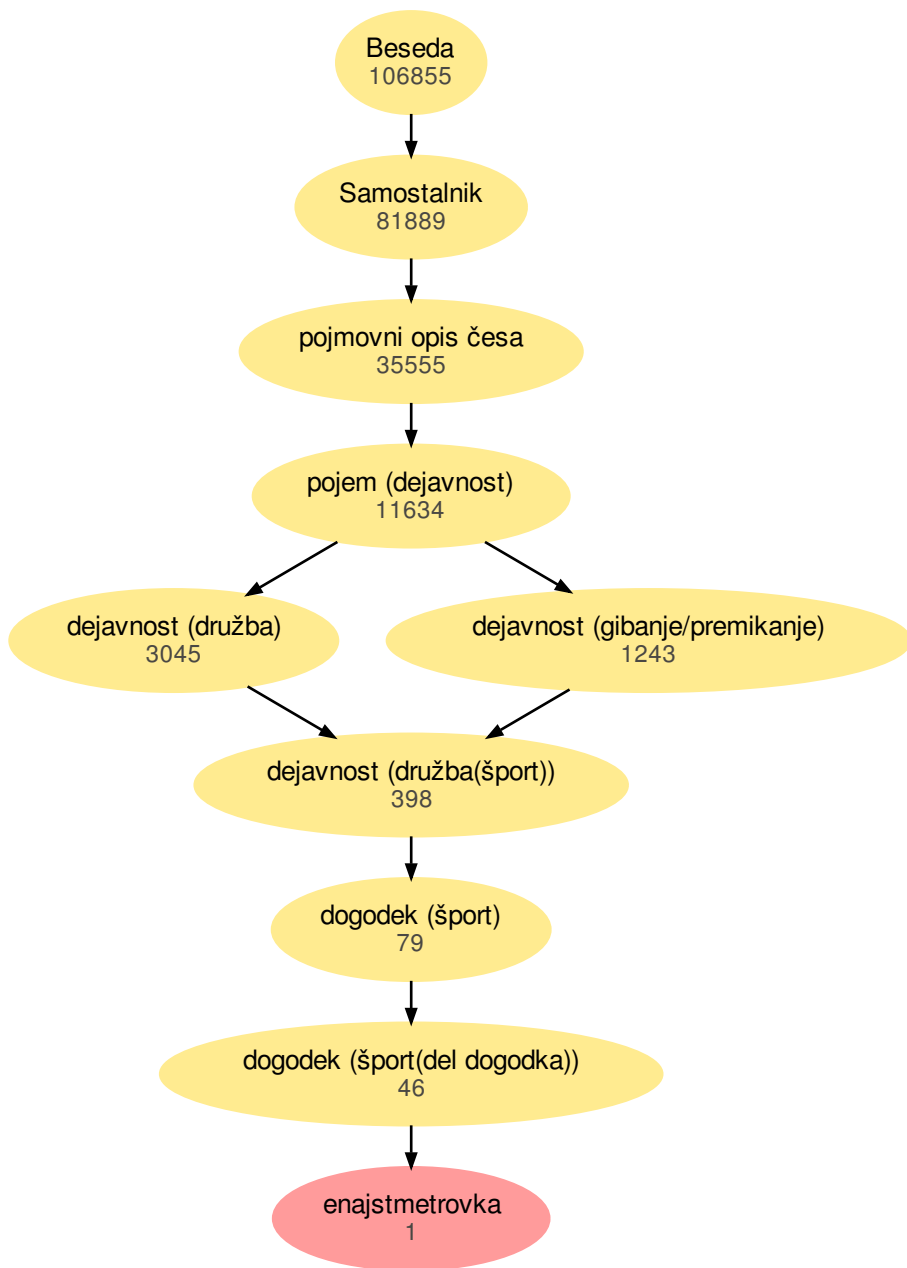 Beseda
106855
Samostalnik
81889
pojmovni opis česa
35555
pojem (dejavnost)
11634
dejavnost (družba)
3045
dejavnost (gibanje/premikanje)
1243
dejavnost (družba(šport))
398
dogodek (šport)
79
dogodek (šport(del dogodka))
46
enajstmetrovka
1